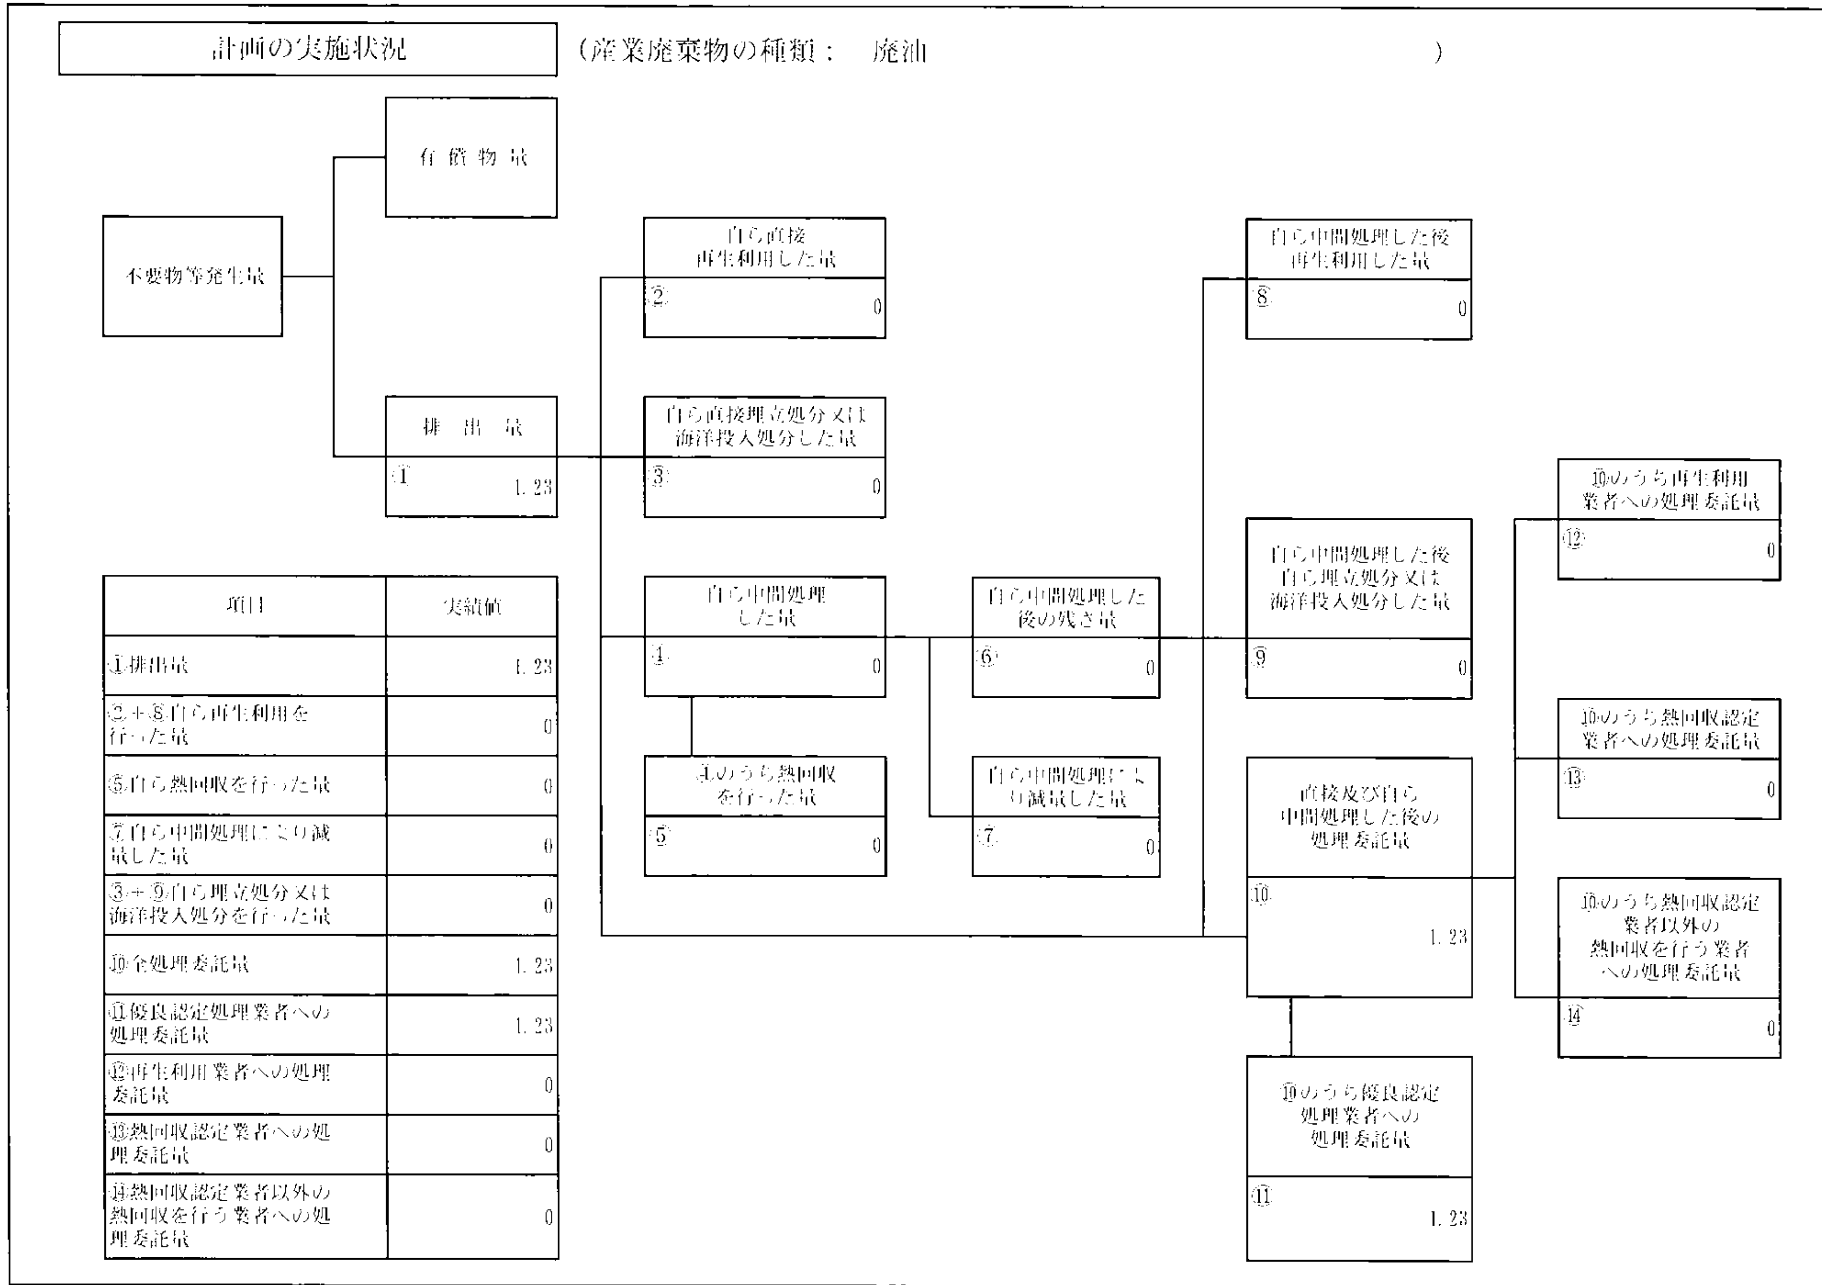 計画の実施状況
（産業廃棄物の種類：　廃油　）
有 償 物 量
不要物等発生量
排 出 量
① 1.23
自ら直接
再生利用した量
② 0
自ら直接埋立処分又は
海洋投入処分した量
③ 0
自ら中間処理
した量
④ 0
④のうち熱回収
を行った量
⑤ 0
自ら中間処理した
後の残さ量
⑥ 0
自ら中間処理によ
り減量した量
⑦ 0
自ら中間処理した後
再生利用した量
⑧ 0
自ら中間処理した後
自ら埋立処分又は
海洋投入処分した量
⑨ 0
直接及び自ら
中間処理した後の
処理委託量
⑩
1.23
⑩のうち優良認定
処理業者への
処理委託量
⑪
1.23
⑩のうち再生利用
業者への処理委託量
⑫ 0
⑩のうち熱回収認定
業者への処理委託量
⑬ 0
⑩のうち熱回収認定
業者以外の
熱回収を行う業者
への処理委託量
⑭ 0
項目 実績値
①排出量 1.23
②+⑧自ら再生利用を
行った量 0
⑤自ら熱回収を行った量 0
⑦自ら中間処理により減
量した量 0
③+⑨自ら埋立処分又は
海洋投入処分を行った量 0
⑩全処理委託量 1.23
⑪優良認定処理業者への
処理委託量 1.23
⑫再生利用業者への処理
委託量 0
⑬熱回収認定業者への処
理委託量 0
⑭熱回収認定業者以外の
熱回収を行う業者への処
理委託量 0